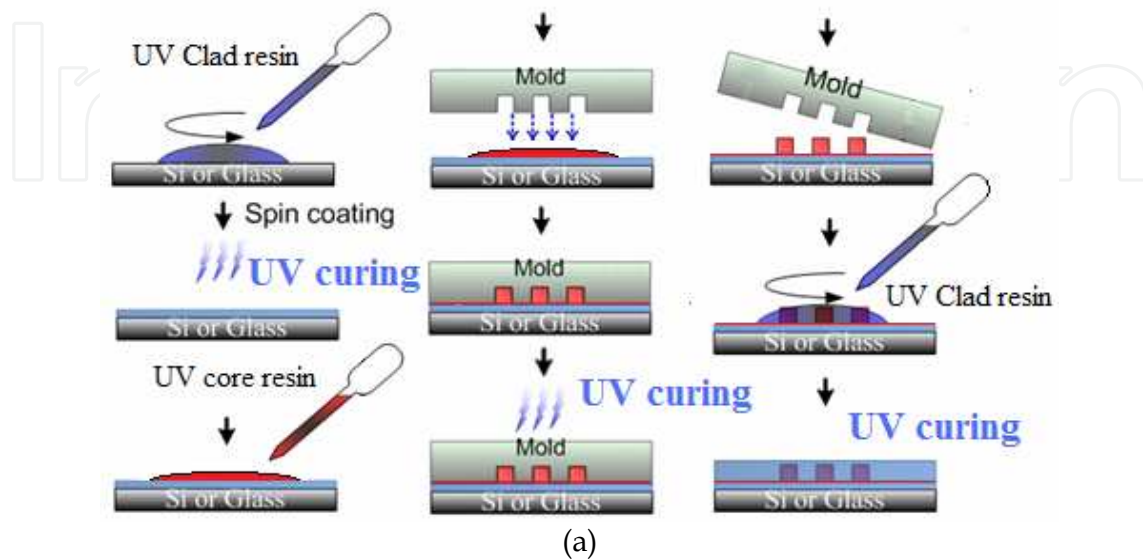 UV Clad resin
Si or Glass
Spin coating
UV curing
Si or Glass
UV core resin
Si or Glass
Mold
Si or Glass
Mold
Si or Glass
UV curing
Mold
Si or Glass
Mold
Si or Glass
UV Clad resin
Si or Glass
UV curing
Si or Glass
(a)